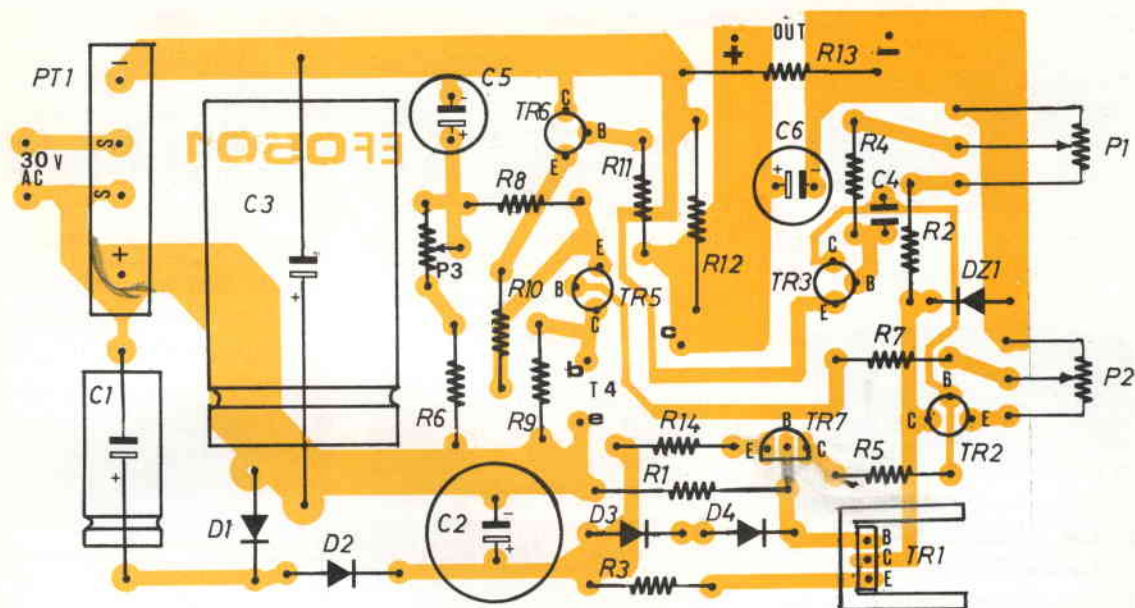 OUT
PT1
-
+
-
R13
C5
-
+
C
TR6
B
E
EF0501
30 V
AC
S
S
C3
-
+
+
R8
R11
R12
C6
+
-
R4
C4
P1
R2
P3
R10
E
B
TR5
C
C
TR3
B
E
DZ1
c
b
T4
e
R7
P2
B
C
E
TR2
C1
+
R6
R9
R14
B
TR7
E
C
R5
R1
C2
-
+
D1
D2
D3
D4
R3
B
C
E
TR1